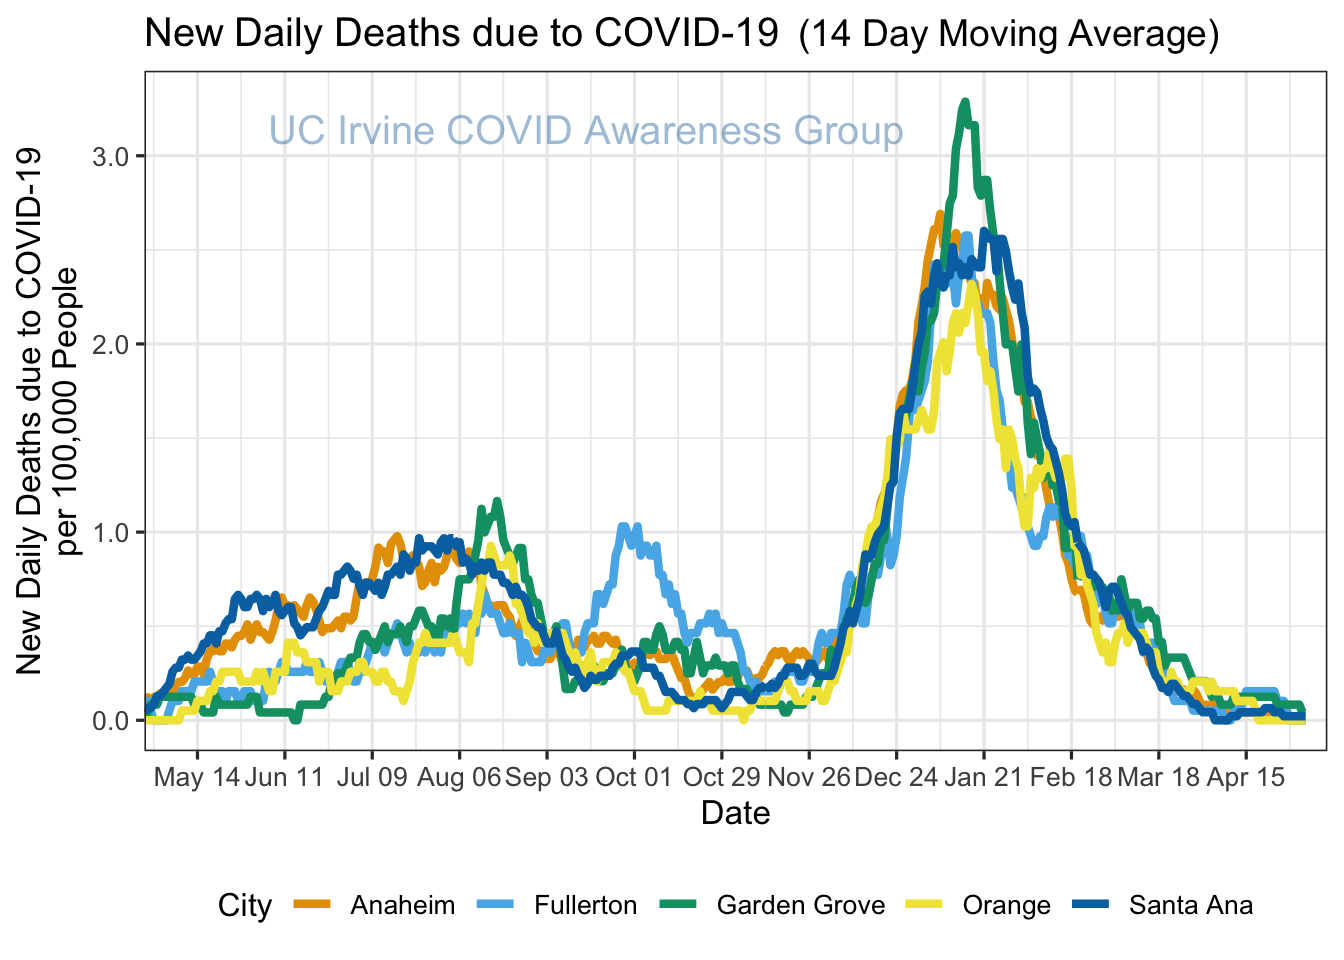 New Daily Deaths due to COVID-19 (14 Day Moving Average)
UC Irvine COVID Awareness Group
New Daily Deaths due to COVID-19
per 100,000 People
3.0
2.0
1.0
0.0
May 14 Jun 11 Jul 09 Aug 06 Sep 03 Oct 01 Oct 29 Nov 26 Dec 24 Jan 21 Feb 18 Mar 18 Apr 15
Date
City Anaheim Fullerton Garden Grove Orange Santa Ana